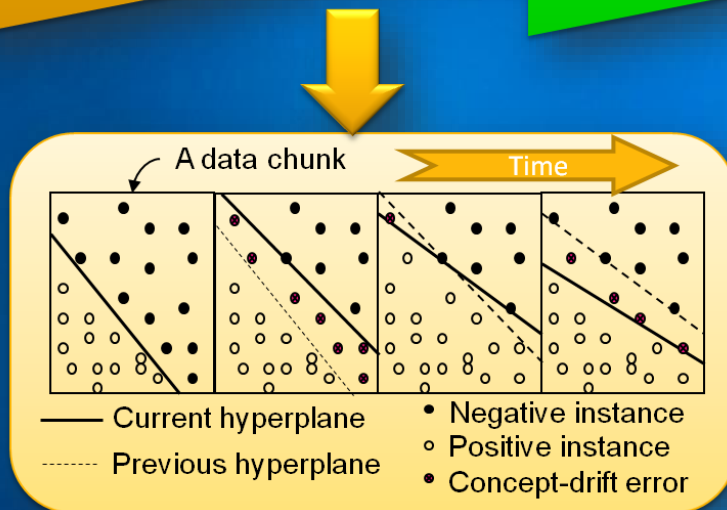 A data chunk
Time
Current hyperplane
Previous hyperplane
Negative instance
Positive instance
Concept-drift error